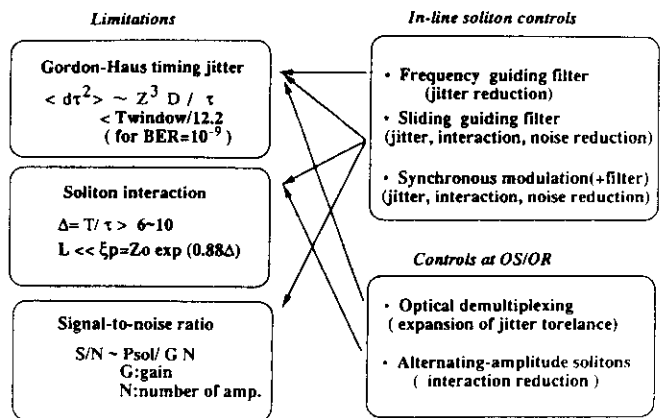 Limitations
Gordon-Haus timing jitter
< dτ²> ~ Z³ D / τ
< Twindow/12.2
( for BER=10⁻⁹)
Soliton interaction
Δ= T/ τ > 6~10
L << ξp=Zo exp (0.88Δ)
Signal-to-noise ratio
S/N ~ Psol/ G N
G:gain
N:number of amp.
In-line soliton controls
• Frequency guiding filter
(jitter reduction)
• Sliding guiding filter
(jitter, interaction, noise reduction)
• Synchronous modulation(+filter)
(jitter, interaction, noise reduction)
Controls at OS/OR
• Optical demultiplexing
( expansion of jitter torelance)
• Alternating-amplitude solitons
( interaction reduction )